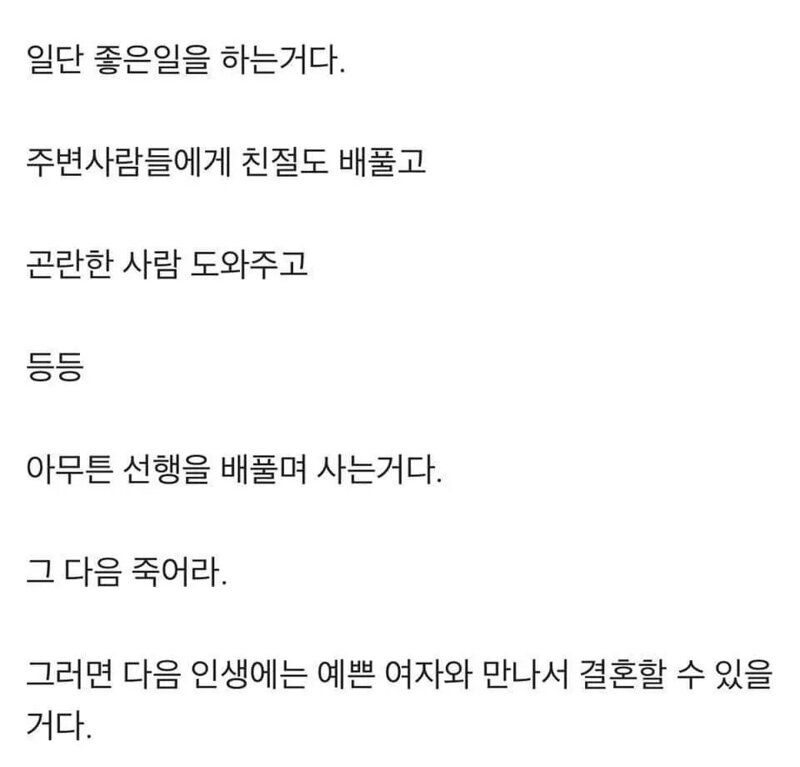 일단 좋은일을 하는거다.
주변사람들에게 친절도 배풀고
곤란한 사람 도와주고
등등
아무튼 선행을 배풀며 사는거다.
그 다음 죽어라.
그러면 다음 인생에는 예쁜 여자와 만나서 결혼할 수 있을
거다.